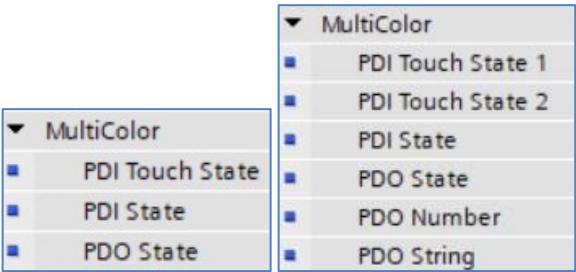 MultiColor
PDI Touch State
PDI State
PDO State
MultiColor
PDI Touch State 1
PDI Touch State 2
PDI State
PDO State
PDO Number
PDO String